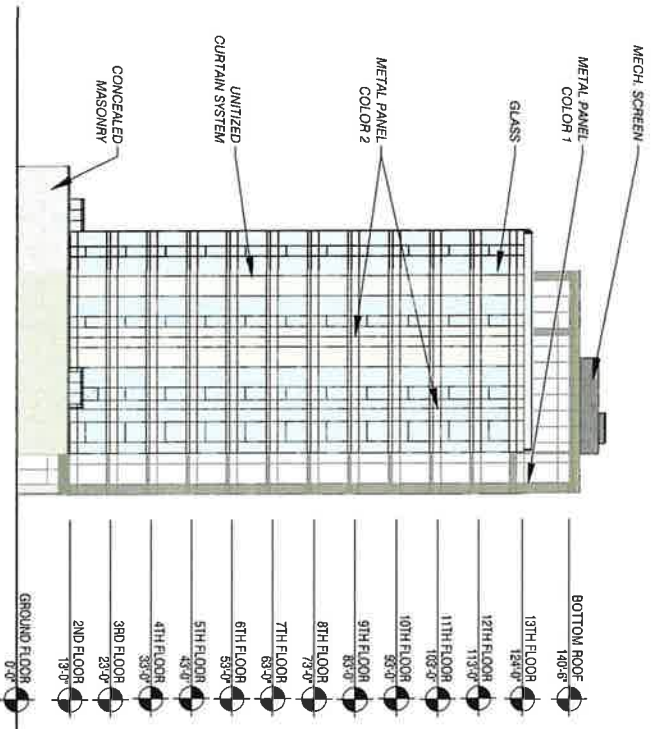 MECH. SCREEN
METAL PANEL
COLOR 1
GLASS
METAL PANEL
COLOR 2
UNITIZED
CURTAIN SYSTEM
CONCEALED
MASONRY
BOTTOM ROOF
140'-6"
13TH FLOOR
124'-0"
12TH FLOOR
113'-0"
11TH FLOOR
103'-0"
10TH FLOOR
93'-0"
9TH FLOOR
83'-0"
8TH FLOOR
73'-0"
7TH FLOOR
63'-0"
6TH FLOOR
53'-0"
5TH FLOOR
43'-0"
4TH FLOOR
33'-0"
3RD FLOOR
23'-0"
2ND FLOOR
13'-0"
GROUND FLOOR
0'-0"